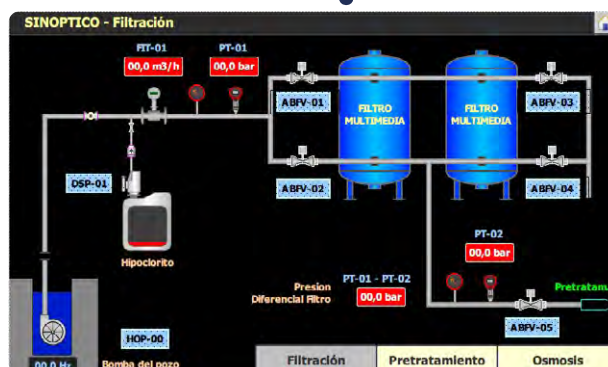 SINOPTICO - Filtración
FIT-01
PT-01
00,0 m3/h
00,0 bar
ABFV-01
ABFV-03
FILTRO
MULTIMEDIA
FILTRO
MULTIMEDIA
DSP-01
ABFV-02
ABFV-04
Hipoclorito
PT-02
00,0 bar
Presion
Diferencial Filtro
PT-01 - PT-02
00,0 bar
Pretratam
ABFV-05
HOP-00
00,0 Hr
Bomba del pozo
Filtración
Pretratamiento
Osmosis